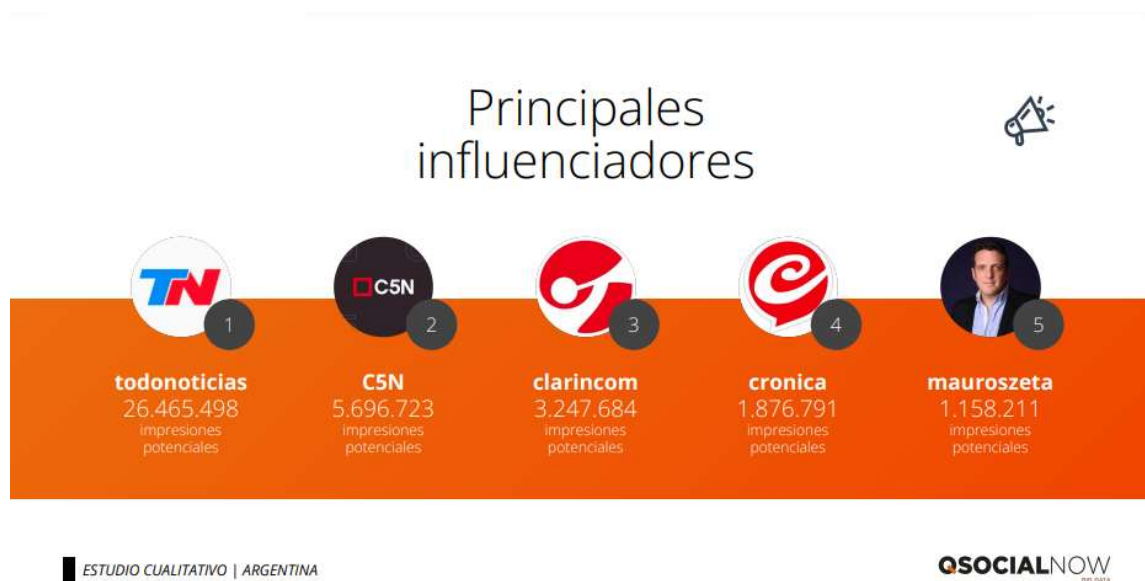 Principales
influenciadores
TN
C5N
1
2
3
4
5
todonoticias
C5N
clarincom
cronica
mauroszeta
26.465.498
5.696.723
3.247.684
1.876.791
1.158.211
impresiones
potenciales
impresiones
potenciales
impresiones
potenciales
impresiones
potenciales
impresiones
potenciales
ESTUDIO CUALITATIVO | ARGENTINA
QSOCIALNOW
BIG DATA